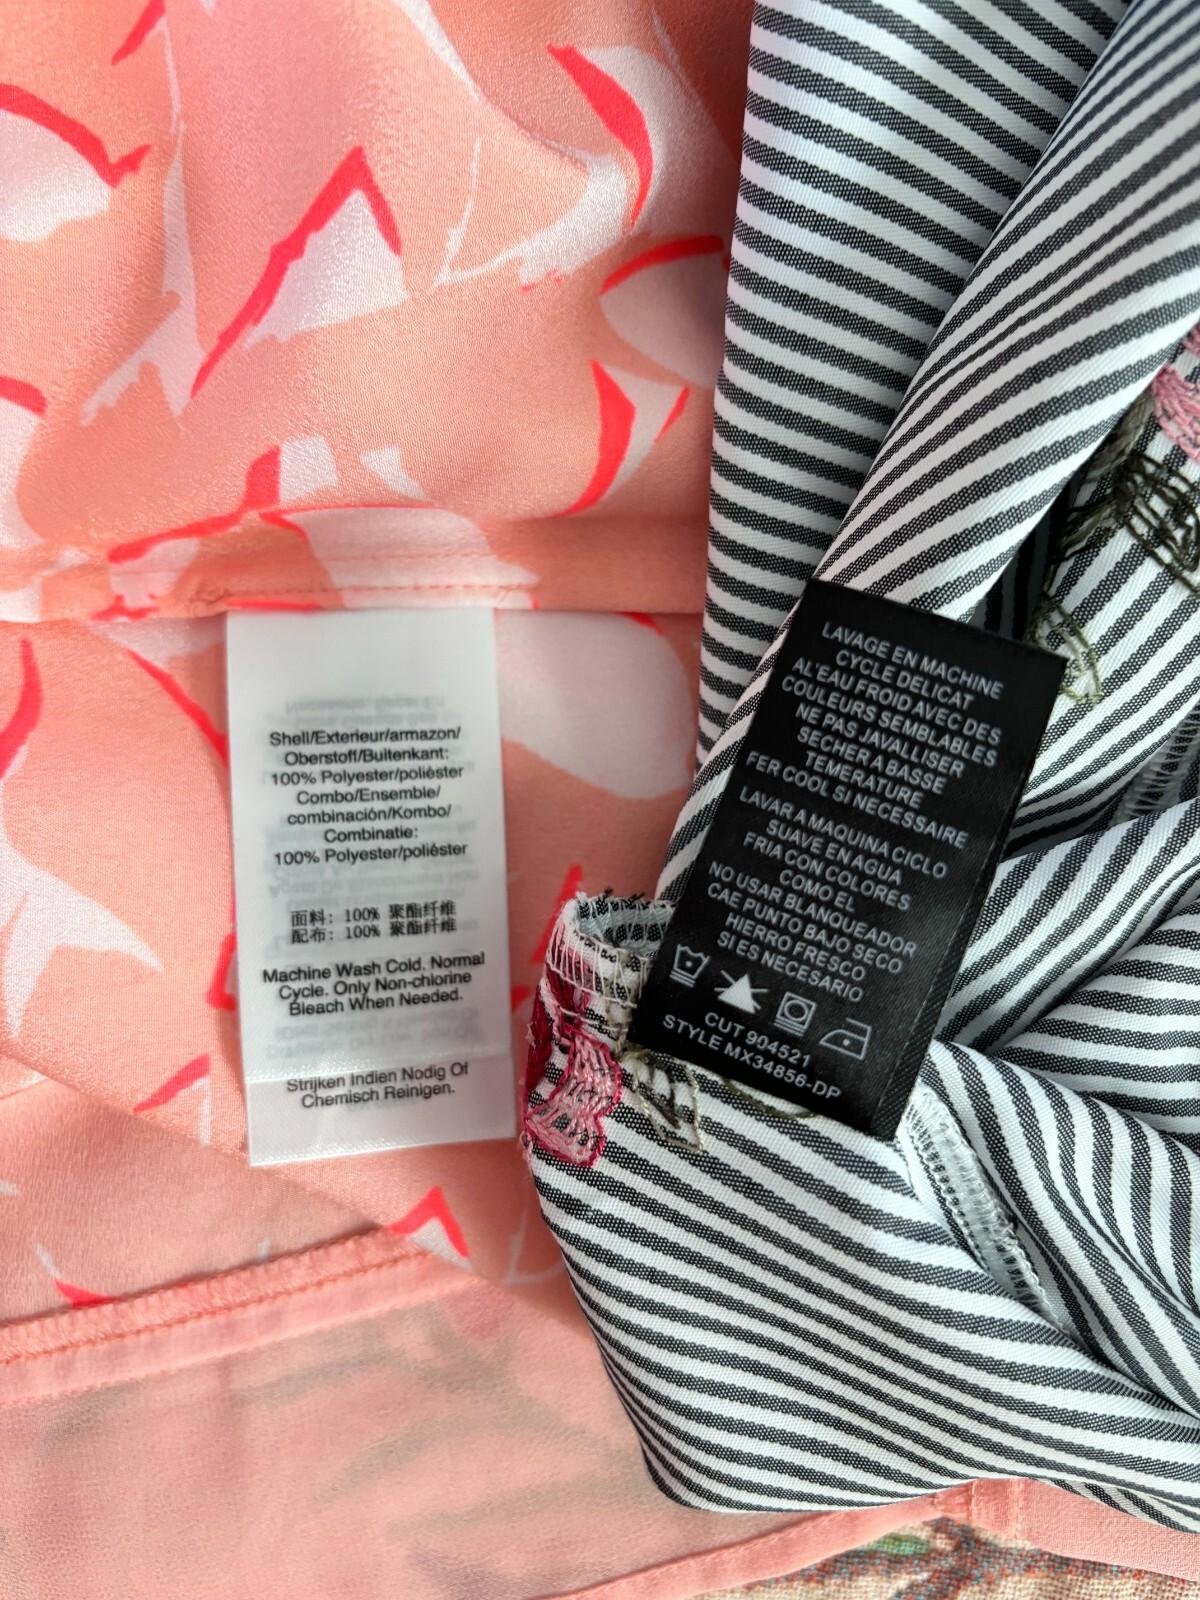 Shell/Exterieur/armazon/
Oberstoff/Buitenkant:
100% Polyester/poliéster
Combo/Ensemble/
combinación/Kombo/
Combinatie:
100% Polyester/poliéster
面料: 100% 聚酯纤维
配布: 100% 聚酯纤维
Machine Wash Cold. Normal
Cycle. Only Non-chlorine
Bleach When Needed.
Strijken Indien Nodig Of
Chemisch Reinigen.
LAVAGE EN MACHINE
CYCLE DELICAT
AL'EAU FROID AVEC DES
COULEURS SEMBLABLES
NE PAS JAVALLISER
SECHER A BASSE
TEMERATURE
FER COOL SI NECESSAIRE
LAVAR A MAQUINA CICLO
SUAVE EN AGUA
FRIA CON COLORES
COMO EL
NO USAR BLANQUEADOR
CAE PUNTO BAJO SECO
HIERRO FRESCO
SI ES NECESARIO
CUT 904521
STYLE MX34856-DP